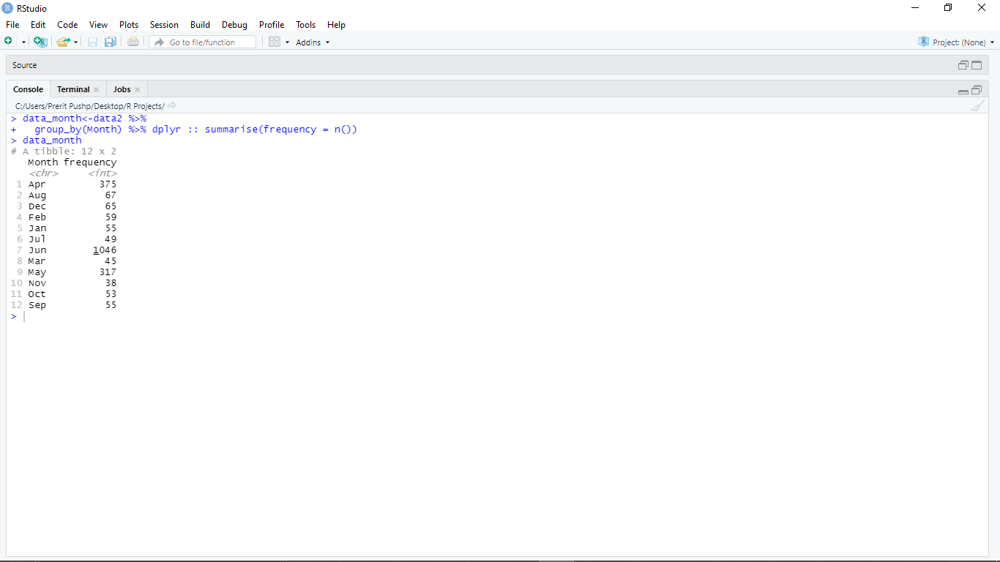 RStudio
File Edit Code View Plots Session Build Debug Profile Tools Help
Go to file/function Addins Project: (None)
Source
Console Terminal Jobs
C:/Users/Prerit Pushp/Desktop/R Projects/
> data_month<-data2 %>%
+   group_by(Month) %>% dplyr :: summarise(frequency = n())
> data_month
# A tibble: 12 x 2
Month frequency
<chr> <int>
1 Apr 375
2 Aug 67
3 Dec 65
4 Feb 59
5 Jan 55
6 Jul 49
7 Jun 1046
8 Mar 45
9 May 317
10 Nov 38
11 Oct 53
12 Sep 55
>